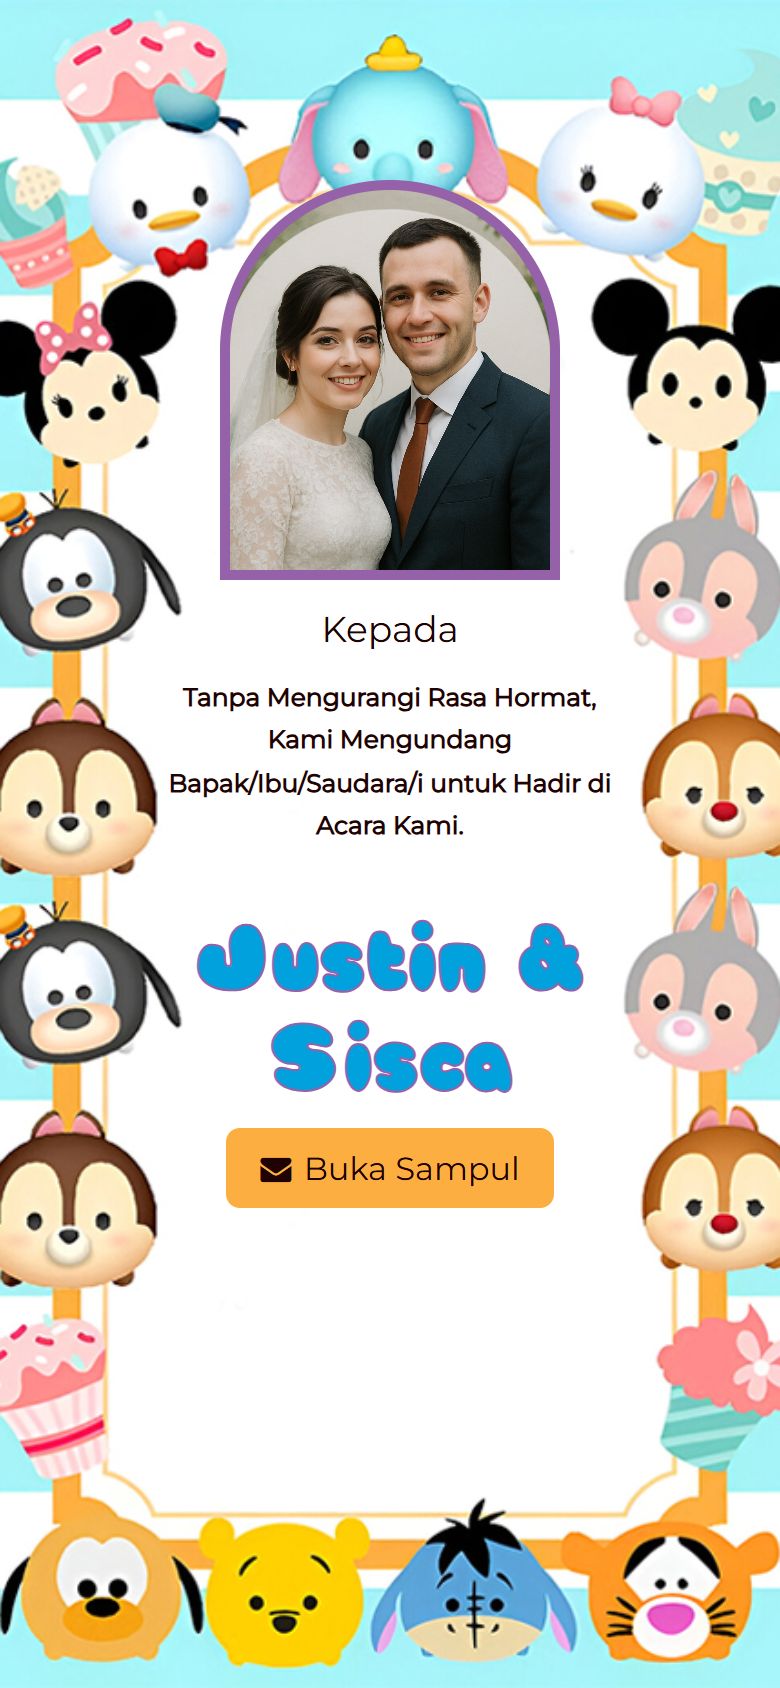 Kepada
Tanpa Mengurangi Rasa Hormat,
Kami Mengundang
Bapak/Ibu/Saudara/i untuk Hadir di
Acara Kami.
Justin &
Sisca
Buka Sampul